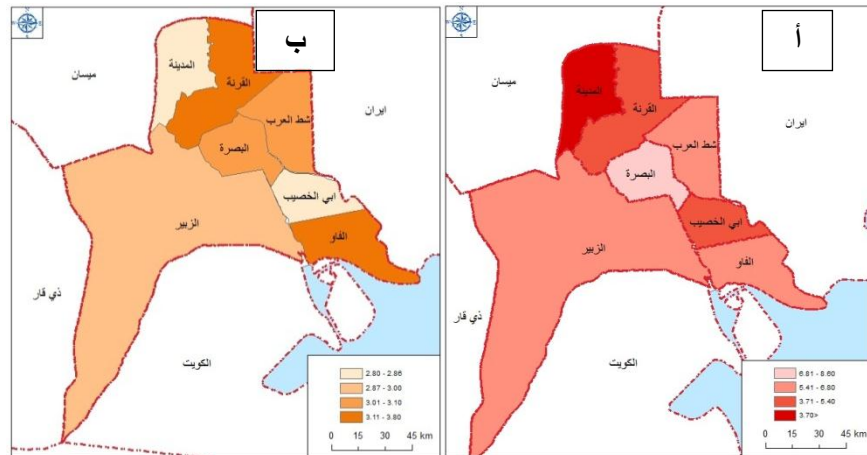 أ
ميسان
ايران
المدينة
القرنة
شط العرب
البصرة
ابي الخصيب
الفاو
الزبير
ذي قار
الكويت
6.81 - 8.60
5.41 - 6.80
3.71 - 5.40
3.70>
0 15 30 45 km
ب
ميسان
ايران
المدينة
القرنة
شط العرب
البصرة
ابي الخصيب
الفاو
الزبير
ذي قار
الكويت
2.80 - 2.86
2.87 - 3.00
3.01 - 3.10
3.11 - 3.80
0 15 30 45 km